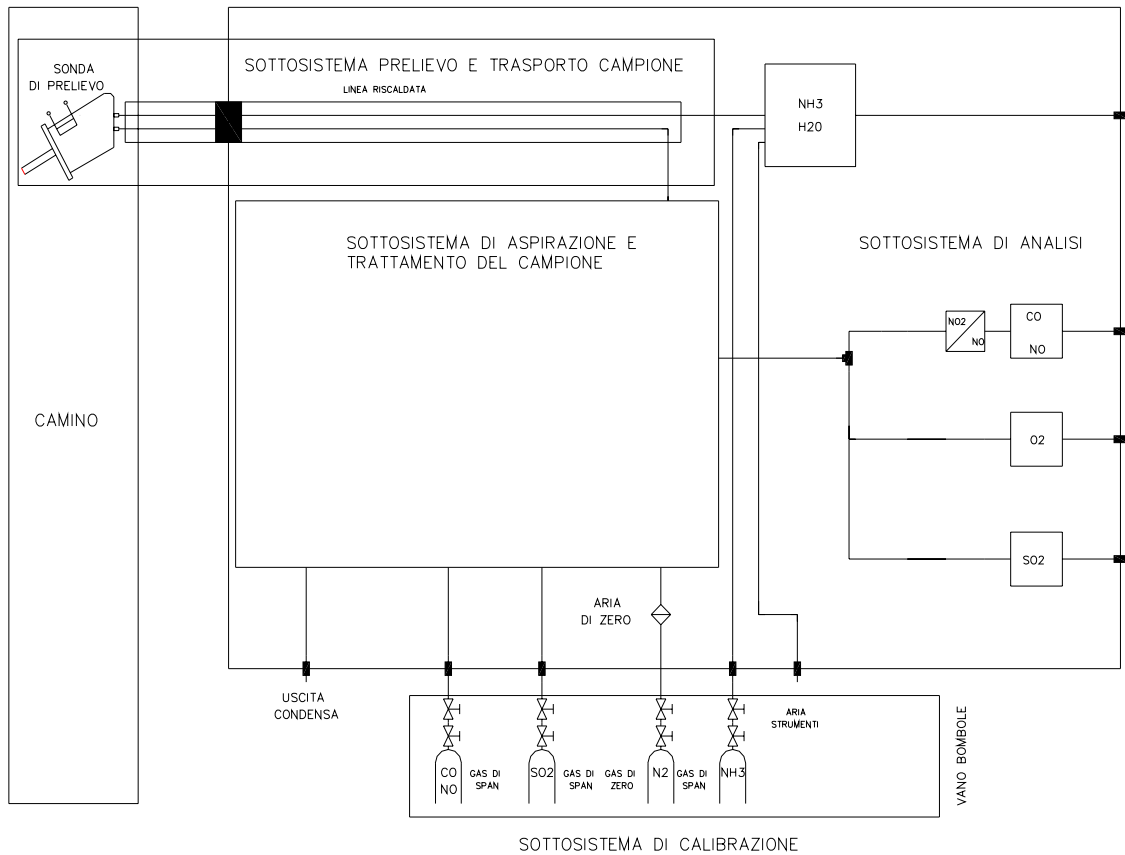 SONDA
DI PRELIEVO
SOTTOSISTEMA PRELIEVO E TRASPORTO CAMPIONE
LINEA RISCALDATA
NH3
H20
SOTTOSISTEMA DI ASPIRAZIONE E
TRATTAMENTO DEL CAMPIONE
SOTTOSISTEMA DI ANALISI
NO2
NO
CO
NO
CAMINO
O2
SO2
ARIA
DI ZERO
USCITA
CONDENSA
ARIA
STRUMENTI
CO
NO
GAS DI
SPAN
SO2
GAS DI
SPAN
GAS DI
ZERO
N2
GAS DI
SPAN
NH3
VANO BOMBOLE
SOTTOSISTEMA DI CALIBRAZIONE